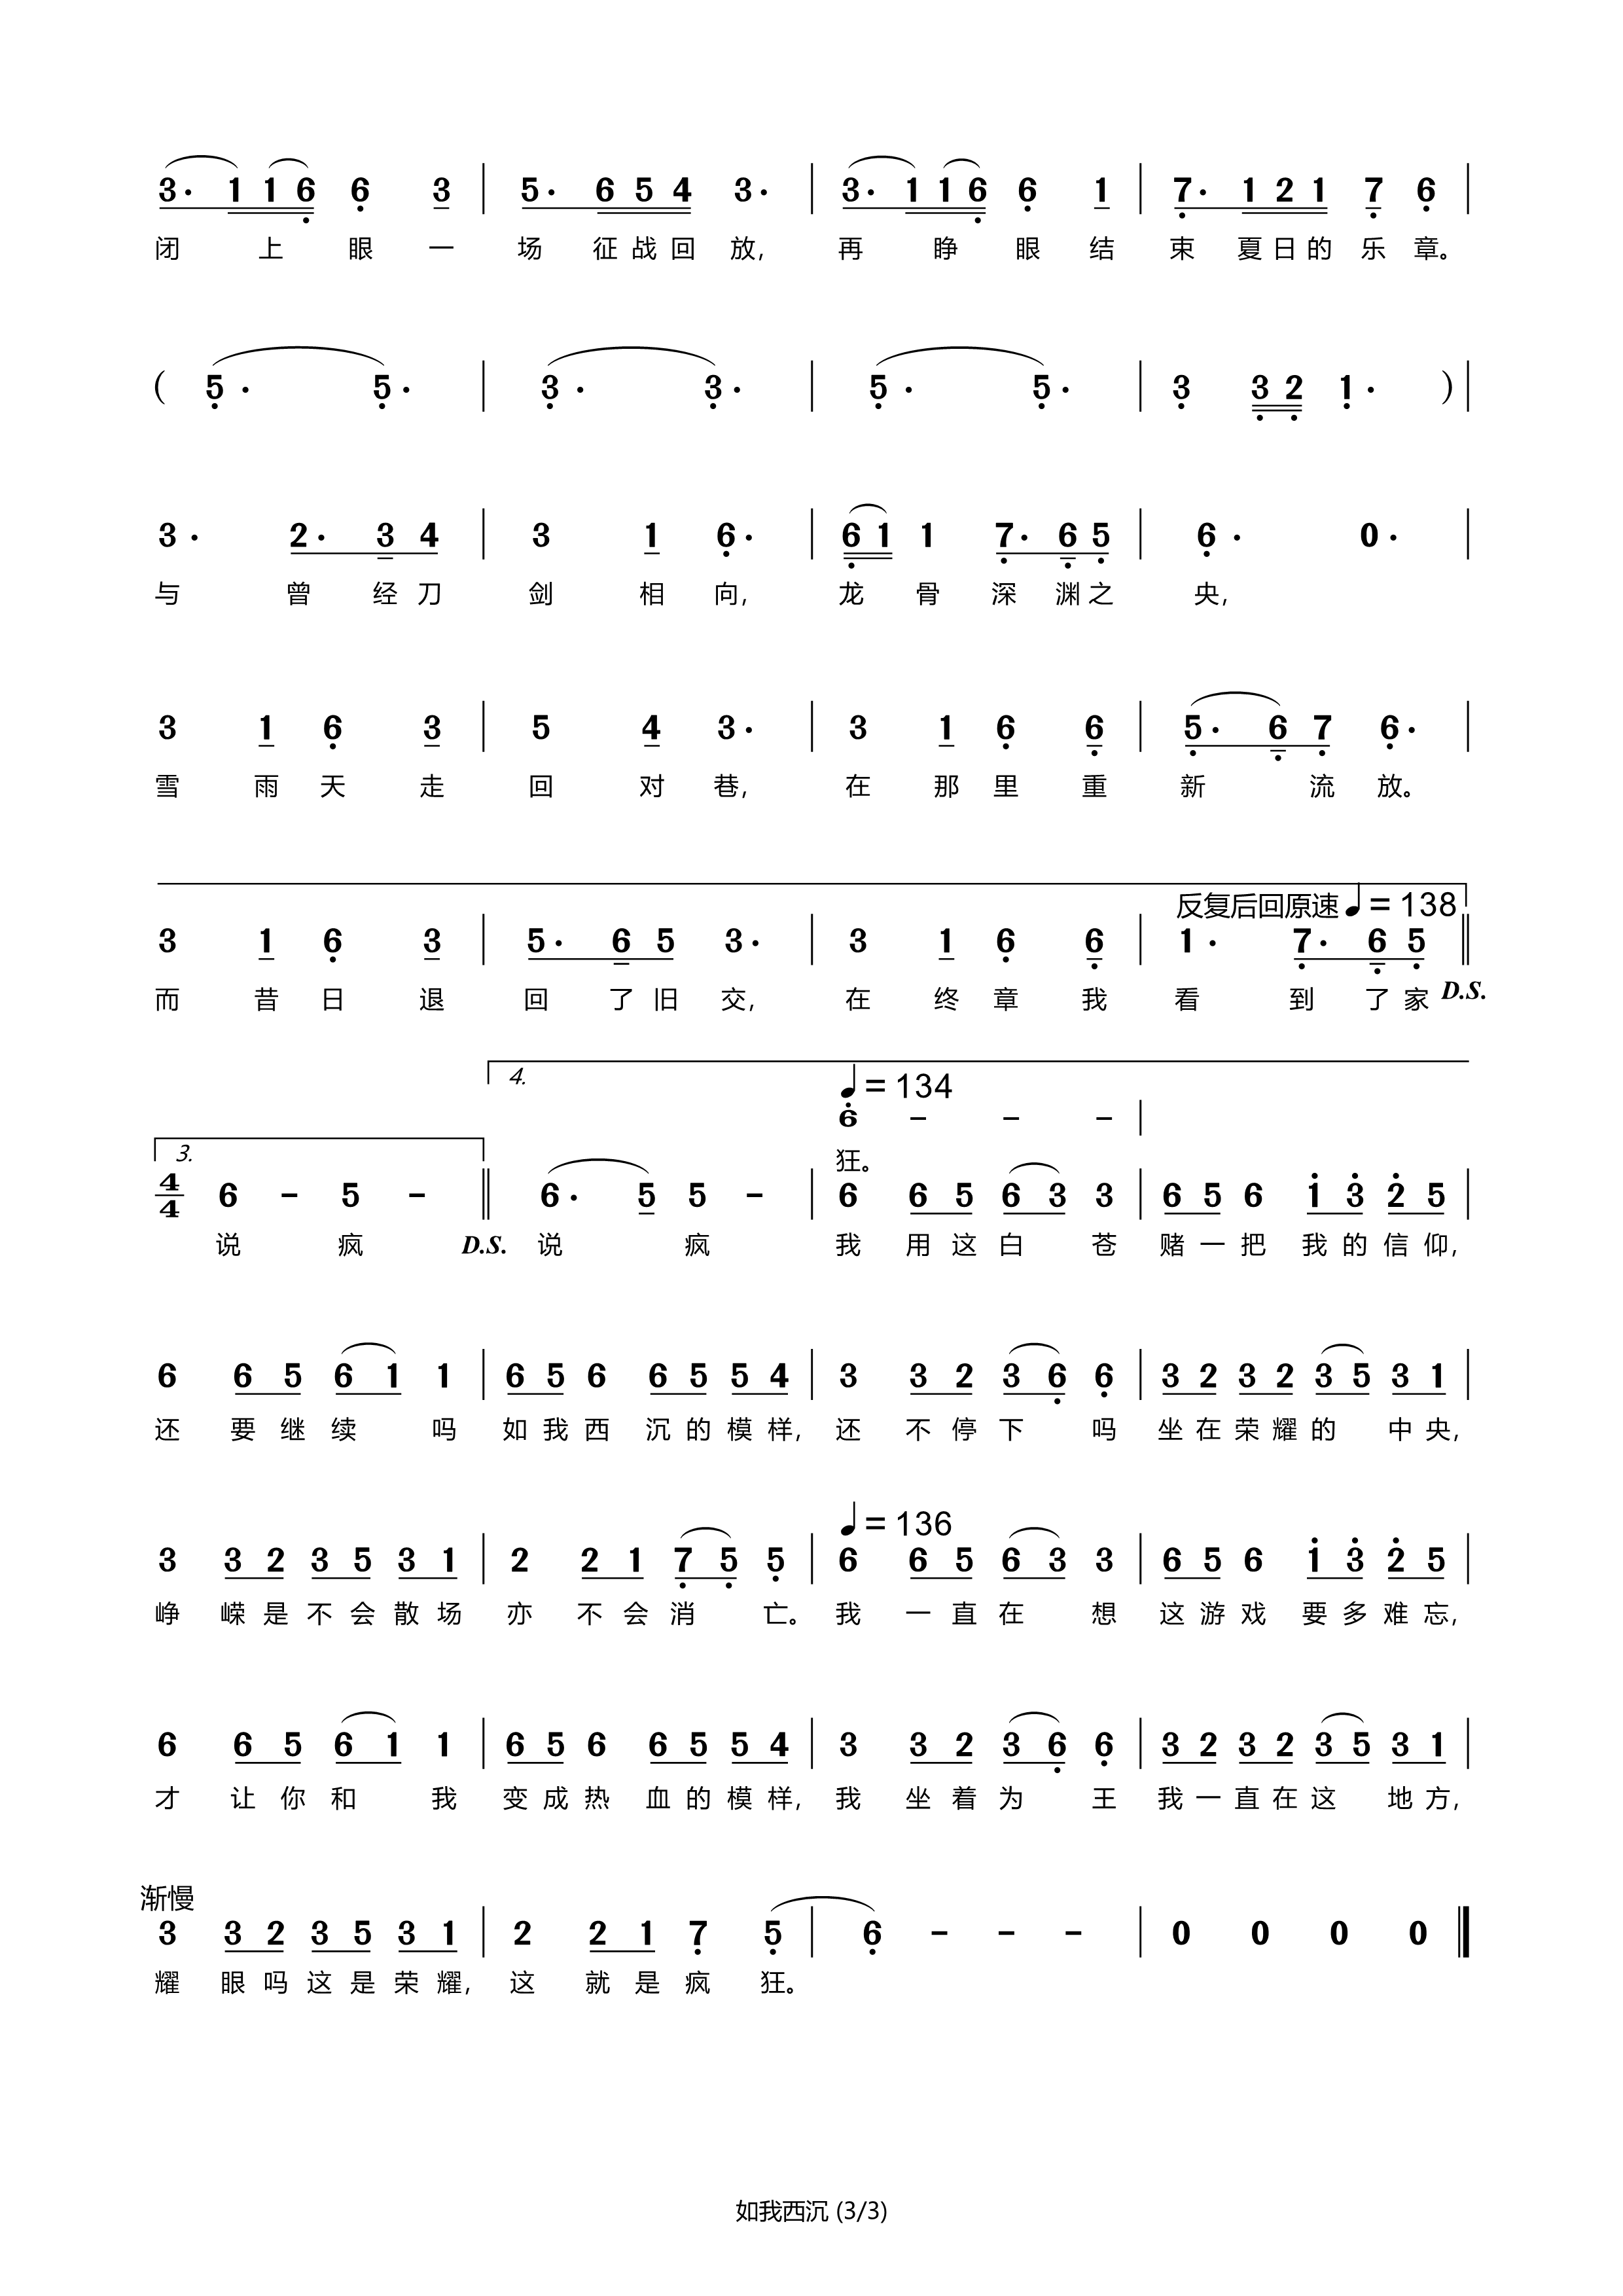 3· 1 1 6 6 3 | 5· 6 5 4 3· | 3· 1 1 6 6 1 | 7· 1 2 1 7 6 |
闭 上 眼 一 场 征 战 回 放, 再 睁 眼 结 束 夏 日 的 乐 章。
( 5· 5· | 3· 3· | 5· 5· | 3 3 2 1· ) |
3· 2· 3 4 | 3 1 6· | 6 1 1 7· 6 5 | 6· 0· |
与 曾 经 刀 剑 相 向, 龙 骨 深 渊 之 央,
3 1 6 3 | 5 4 3· | 3 1 6 6 | 5· 6 7 6· |
雪 雨 天 走 回 对 巷, 在 那 里 重 新 流 放。
反复后回原速 ♩= 138
3 1 6 3 | 5· 6 5 3· | 3 1 6 6 | 1· 7· 6 5 ‖
而 昔 日 退 回 了 旧 交, 在 终 章 我 看 到 了 家 D.S.
4.
♩= 134
6̇ – – – |
狂。
3.
4/4 6 – 5 – ‖ 6· 5 5 – | 6 6 5 6 3 3 | 6 5 6 1̇ 3̇ 2̇ 5 |
说 疯 D.S. 说 疯 我 用 这 白 苍 赌 一 把 我 的 信 仰,
6 6 5 6 1 1 | 6 5 6 6 5 5 4 | 3 3 2 3 6 6 | 3 2 3 2 3 5 3 1 |
还 要 继 续 吗 如 我 西 沉 的 模 样, 还 不 停 下 吗 坐 在 荣 耀 的 中 央,
♩= 136
3 3 2 3 5 3 1 | 2 2 1 7 5 5 | 6 6 5 6 3 3 | 6 5 6 1̇ 3̇ 2̇ 5 |
峥 嵘 是 不 会 散 场 亦 不 会 消 亡。 我 一 直 在 想 这 游 戏 要 多 难 忘,
6 6 5 6 1 1 | 6 5 6 6 5 5 4 | 3 3 2 3 6 6 | 3 2 3 2 3 5 3 1 |
才 让 你 和 我 变 成 热 血 的 模 样, 我 坐 着 为 王 我 一 直 在 这 地 方,
渐慢
3 3 2 3 5 3 1 | 2 2 1 7 5 | 6 – – – | 0 0 0 0 ‖
耀 眼 吗 这 是 荣 耀, 这 就 是 疯 狂。
如我西沉 (3/3)